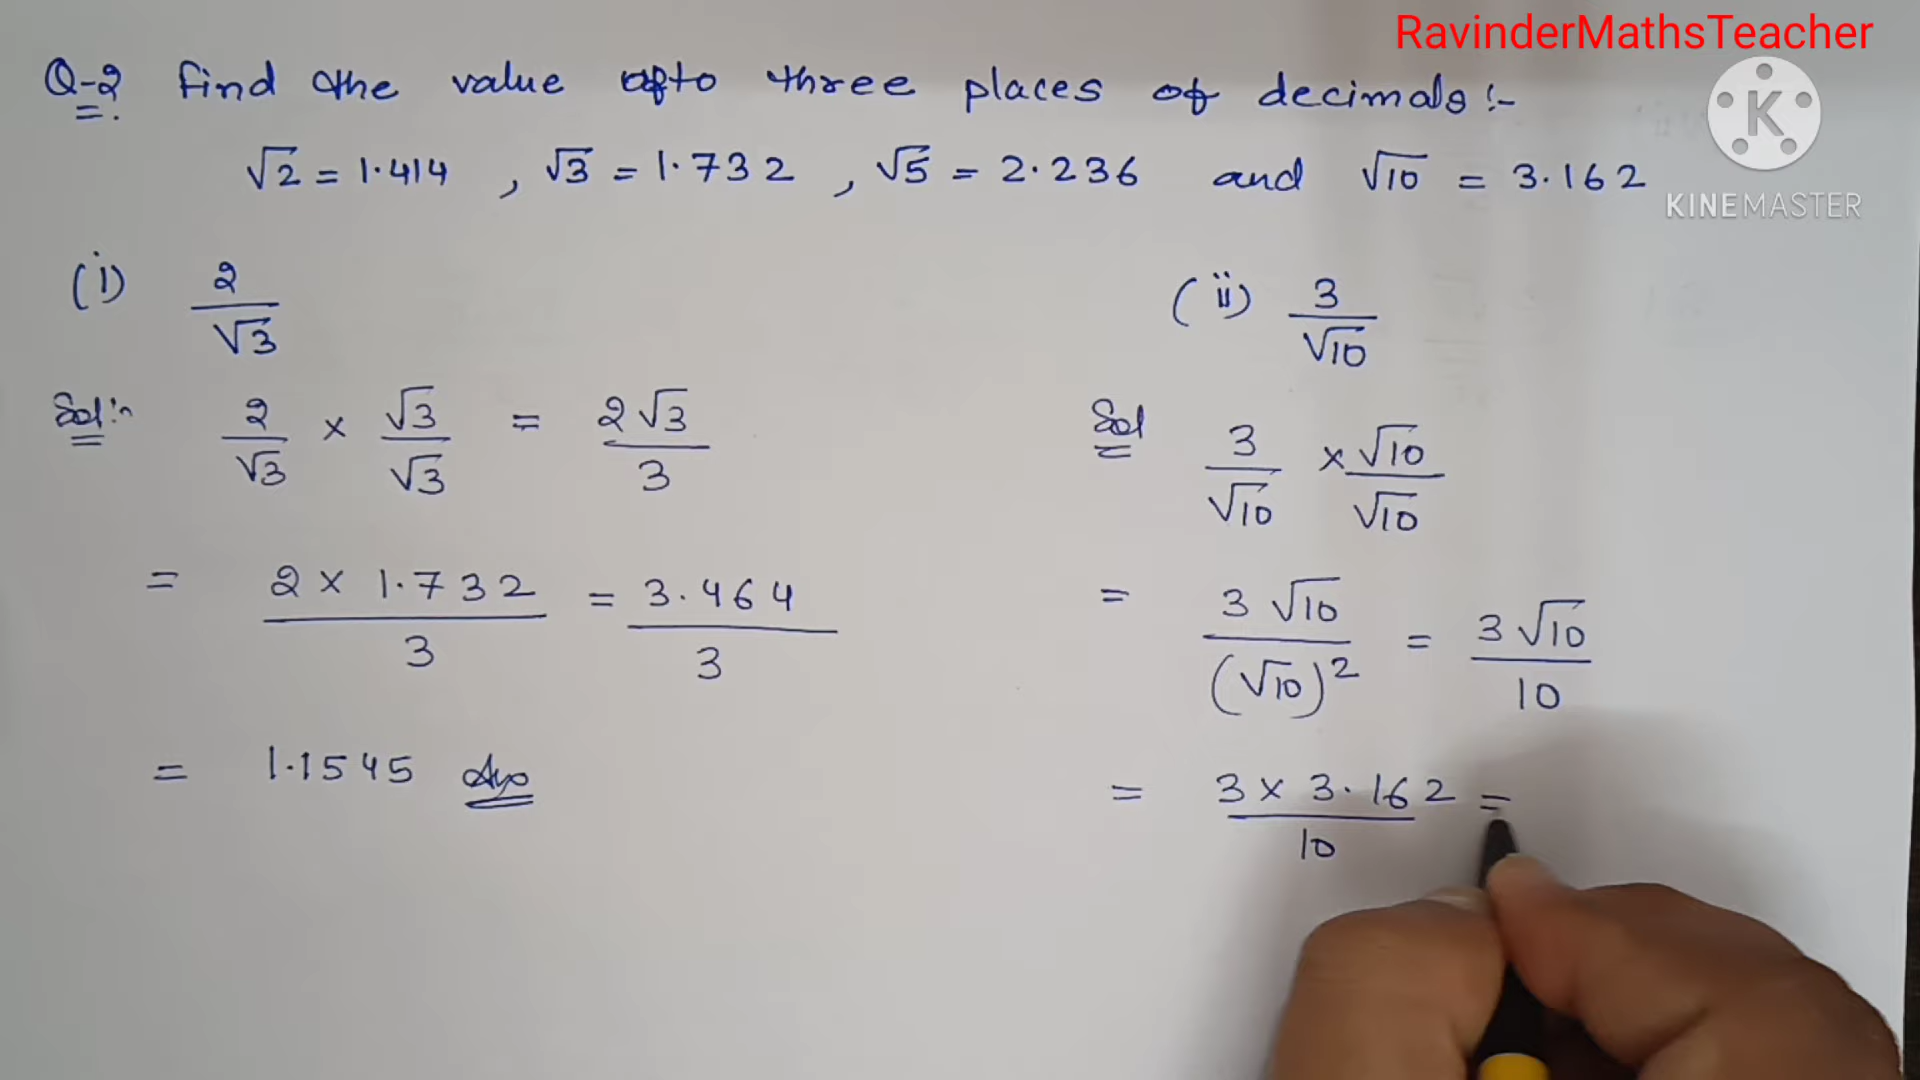 RavinderMathsTeacher
Q-2 Find the value upto three places of decimals:-
√2 = 1.414 , √3 = 1.732 , √5 = 2.236 and √10 = 3.162
K
KINEMASTER
(i) 2/√3
Sol:- 2/√3 × √3/√3 = 2√3/3
= 2 × 1.732/3 = 3.464/3
= 1.1545 Ans
(ii) 3/√10
Sol 3/√10 × √10/√10
= 3√10/(√10)² = 3√10/10
= 3 × 3.162/10 =